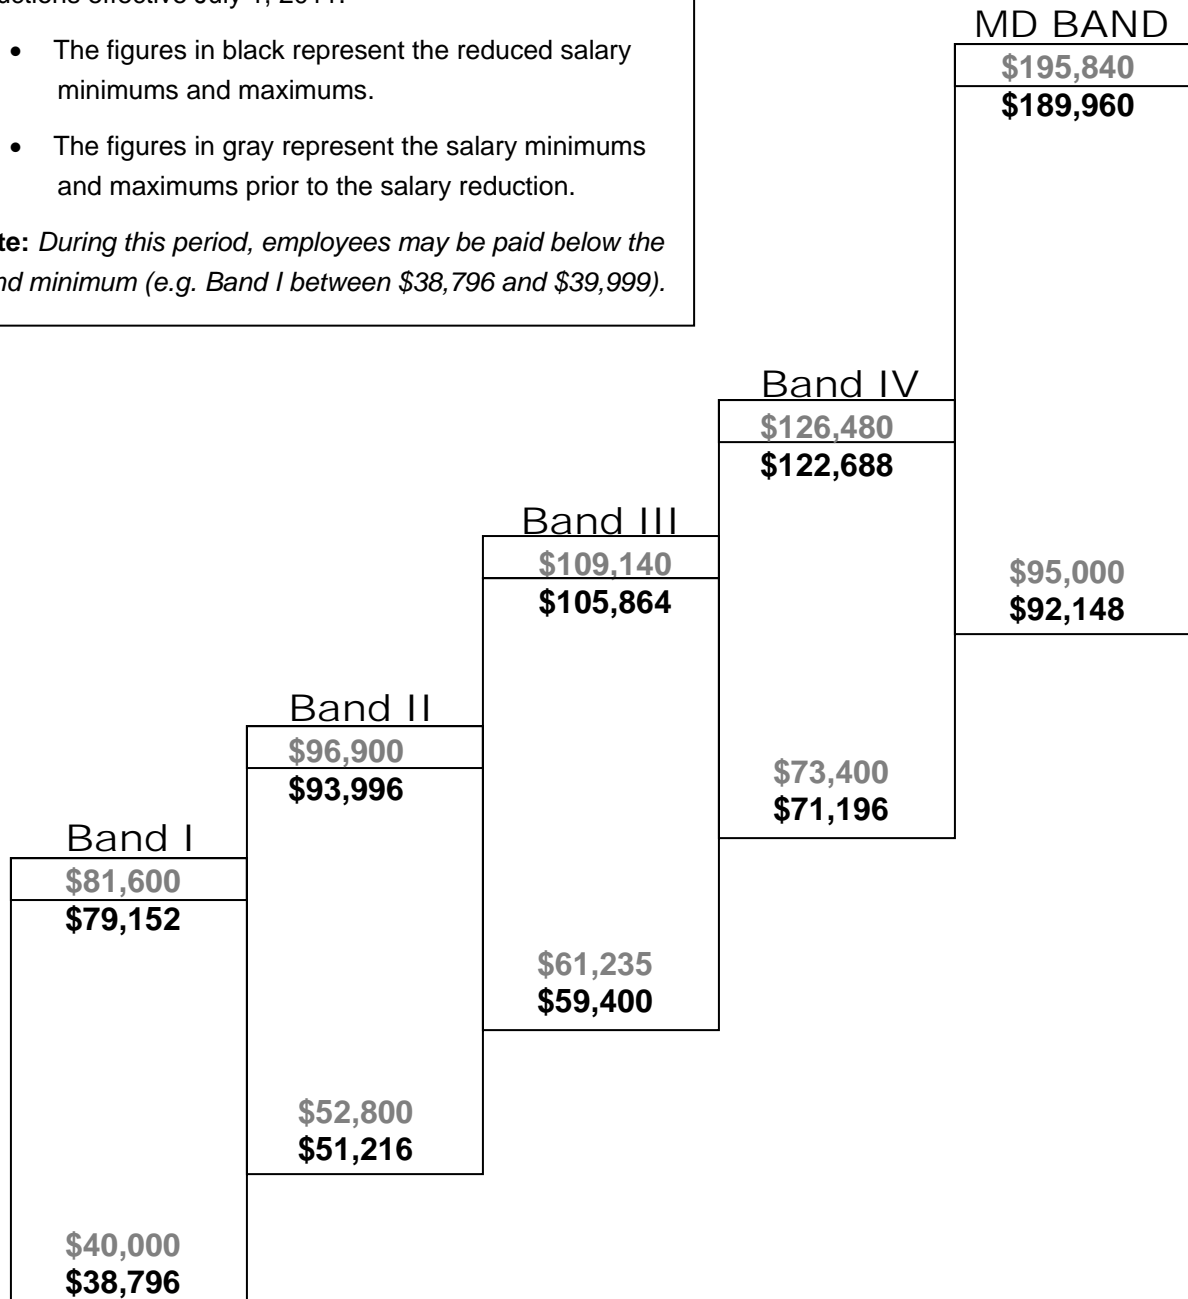 effective July 1, 2011.
• The figures in black represent the reduced salary
minimums and maximums.
• The figures in gray represent the salary minimums
and maximums prior to the salary reduction.
During this period, employees may be paid below the
minimum (e.g. Band I between $38,796 and $39,999).
MD BAND
$195,840
$189,960
Band IV
$126,480
$122,688
Band III
$109,140
$105,864
$95,000
$92,148
Band II
$96,900
$93,996
$73,400
$71,196
Band I
$81,600
$79,152
$61,235
$59,400
$52,800
$51,216
$40,000
$38,796